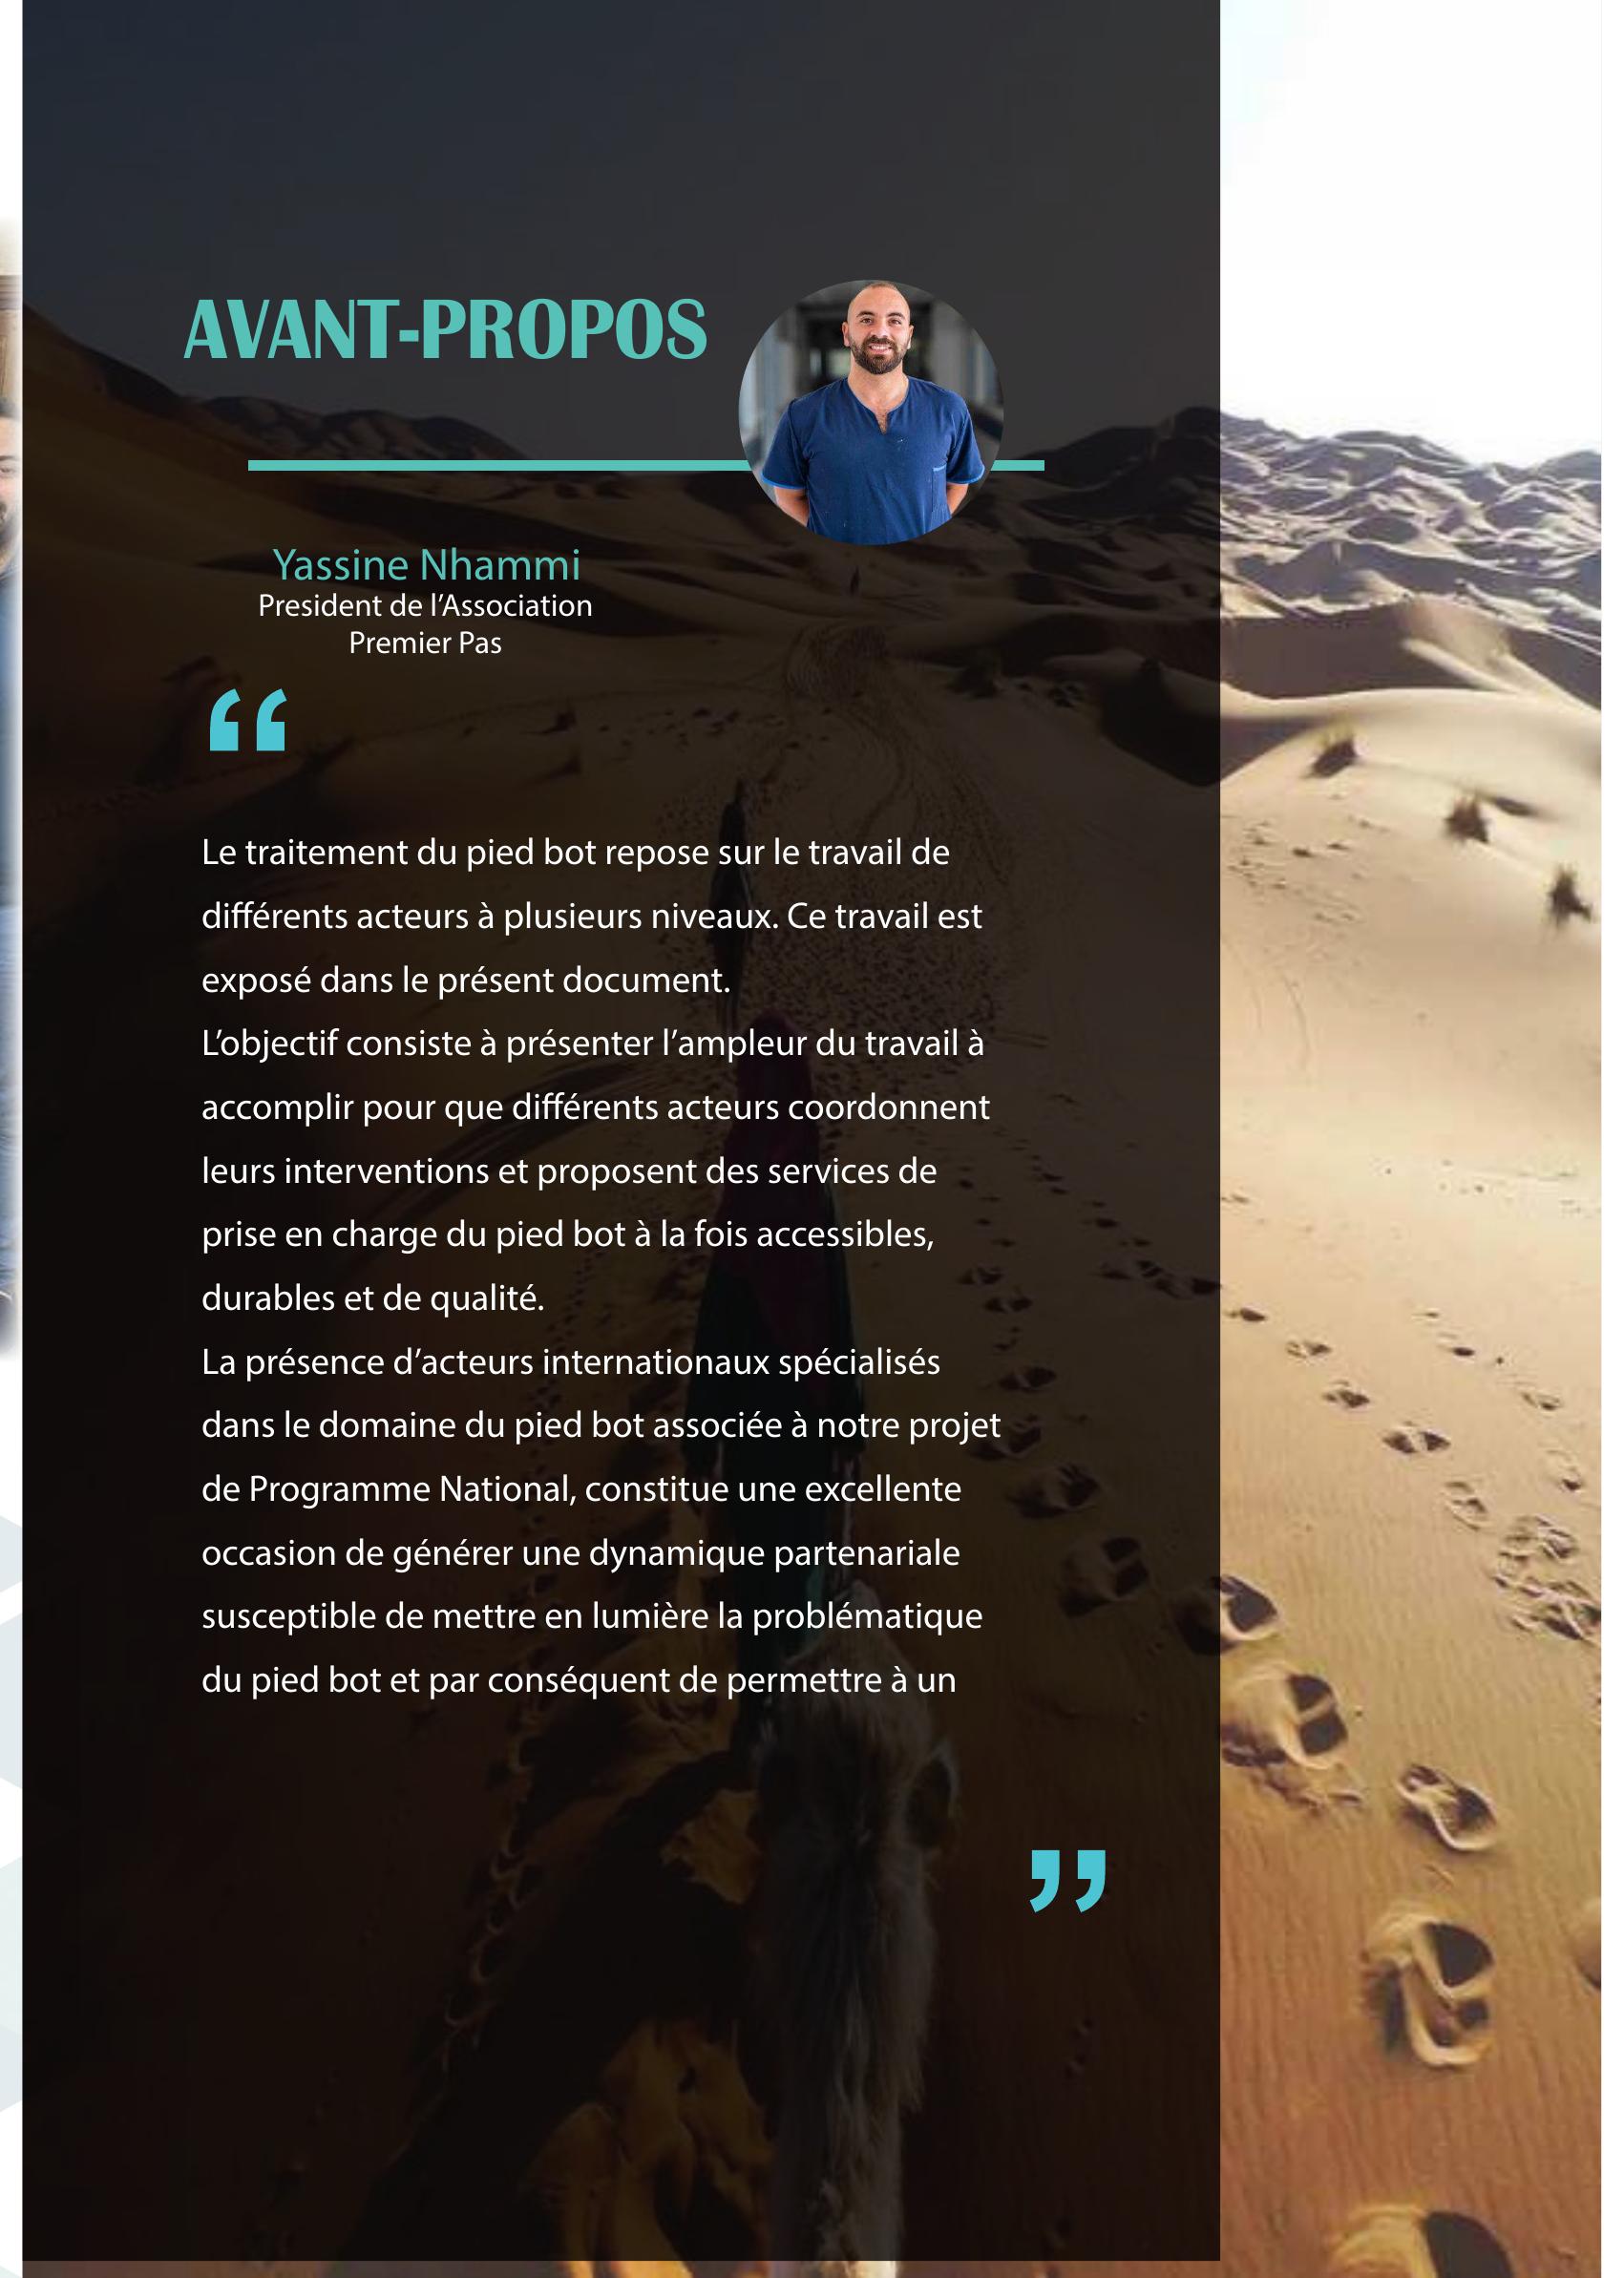 AVANT-PROPOS
Yassine Nhammi
President de l’Association
Premier Pas
“
Le traitement du pied bot repose sur le travail de
différents acteurs à plusieurs niveaux. Ce travail est
exposé dans le présent document.
L’objectif consiste à présenter l’ampleur du travail à
accomplir pour que différents acteurs coordonnent
leurs interventions et proposent des services de
prise en charge du pied bot à la fois accessibles,
durables et de qualité.
La présence d’acteurs internationaux spécialisés
dans le domaine du pied bot associée à notre projet
de Programme National, constitue une excellente
occasion de générer une dynamique partenariale
susceptible de mettre en lumière la problématique
du pied bot et par conséquent de permettre à un
”